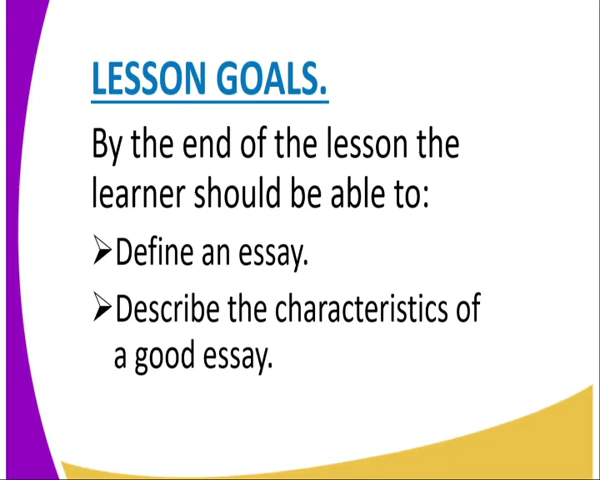 LESSON GOALS.
By the end of the lesson the
learner should be able to:
➢Define an essay.
➢Describe the characteristics of
a good essay.